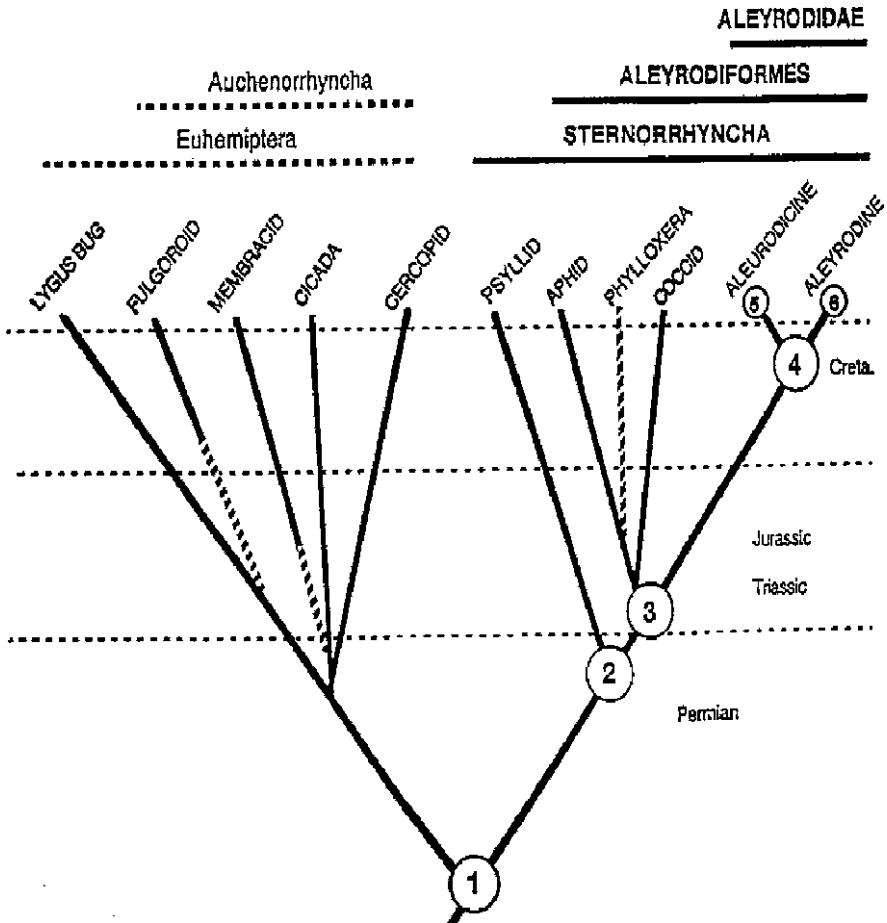 ALEYRODIDAE
Auchenorrhyncha
ALEYRODIFORMES
Euhemiptera
STERNORRHYNCHA
LYGUS BUG
FULGOROID
MEMBRACID
CICADA
CERCOPID
PSYLLID
APHID
PHYLLOXERA
COCCID
ALEURODICINE
ALEYRODINE
5
6
4
Creta.
Jurassic
Triassic
3
2
Permian
1